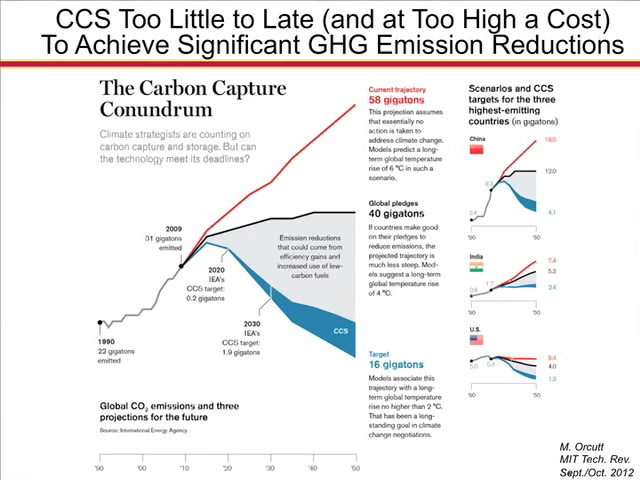 CCS Too Little to Late (and at Too High a Cost)
To Achieve Significant GHG Emission Reductions
The Carbon Capture
Conundrum
Climate strategists are counting on
carbon capture and storage. But can
the technology meet its deadlines?
2009
31 gigatons
emitted
1990
22 gigatons
emitted
2020
IEA's
CCS target:
0.2 gigatons
2030
IEA's
CCS target:
1.9 gigatons
Emission reductions
that could come from
efficiency gains and
increased use of low-
carbon fuels
CCS
Global CO₂ emissions and three
projections for the future
Source: International Energy Agency
'90
'00
'10
'20
'30
'40
'50
Current trajectory
58 gigatons
This projection assumes
that essentially no
action is taken to
address climate change.
Models predict a long-
term global temperature
rise of 6 °C in such a
scenario.
Global pledges
40 gigatons
If countries make good
on their pledges to
reduce emissions, the
projected trajectory is
much less steep. Mod-
els suggest a long-term
global temperature rise
of 4 °C.
Target
16 gigatons
Models associate this
trajectory with a long-
term global temperature
rise no higher than 2 °C.
That has been a long-
standing goal in climate
change negotiations.
Scenarios and CCS
targets for the three
highest-emitting
countries (in gigatons)
China
12.0
4.1
'90
'50
India
7.4
5.3
2.4
'90
'50
U.S.
5.0
5.4
4.0
1.3
'90
'50
M. Orcutt
MIT Tech. Rev.
Sept./Oct. 2012